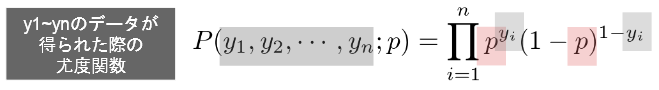 y1~ynのデータが
得られた際の
尤度関数
P(y₁, y₂, ⋯ , yₙ; p) = ∏ⁿᵢ₌₁ p^{yᵢ}(1 − p)^{1−yᵢ}